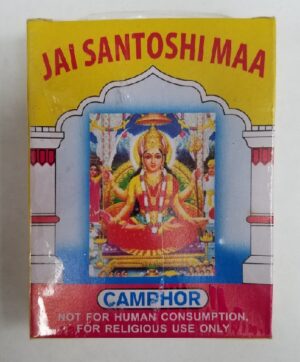 JAI SANTOSHI MAA
CAMPHOR
NOT FOR HUMAN CONSUMPTION,
FOR RELIGIOUS USE ONLY